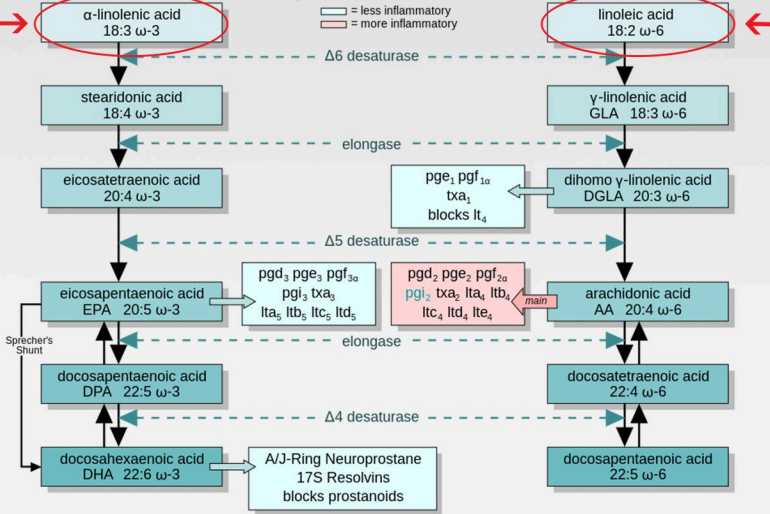 α-linolenic acid
18:3 ω-3
= less inflammatory
= more inflammatory
linoleic acid
18:2 ω-6
Δ6 desaturase
stearidonic acid
18:4 ω-3
γ-linolenic acid
GLA 18:3 ω-6
elongase
eicosatetraenoic acid
20:4 ω-3
pge₁ pgf₁α
txa₁
blocks lt₄
dihomo γ-linolenic acid
DGLA 20:3 ω-6
Δ5 desaturase
eicosapentaenoic acid
EPA 20:5 ω-3
pgd₃ pge₃ pgf₃α
pgi₃ txa₃
lta₅ ltb₅ ltc₅ ltd₅
pgd₂ pge₂ pgf₂α
pgi₂ txa₂ lta₄ ltb₄
ltc₄ ltd₄ lte₄
main
arachidonic acid
AA 20:4 ω-6
Sprecher's
Shunt
elongase
docosapentaenoic acid
DPA 22:5 ω-3
docosatetraenoic acid
22:4 ω-6
Δ4 desaturase
docosahexaenoic acid
DHA 22:6 ω-3
A/J-Ring Neuroprostane
17S Resolvins
blocks prostanoids
docosapentaenoic acid
22:5 ω-6